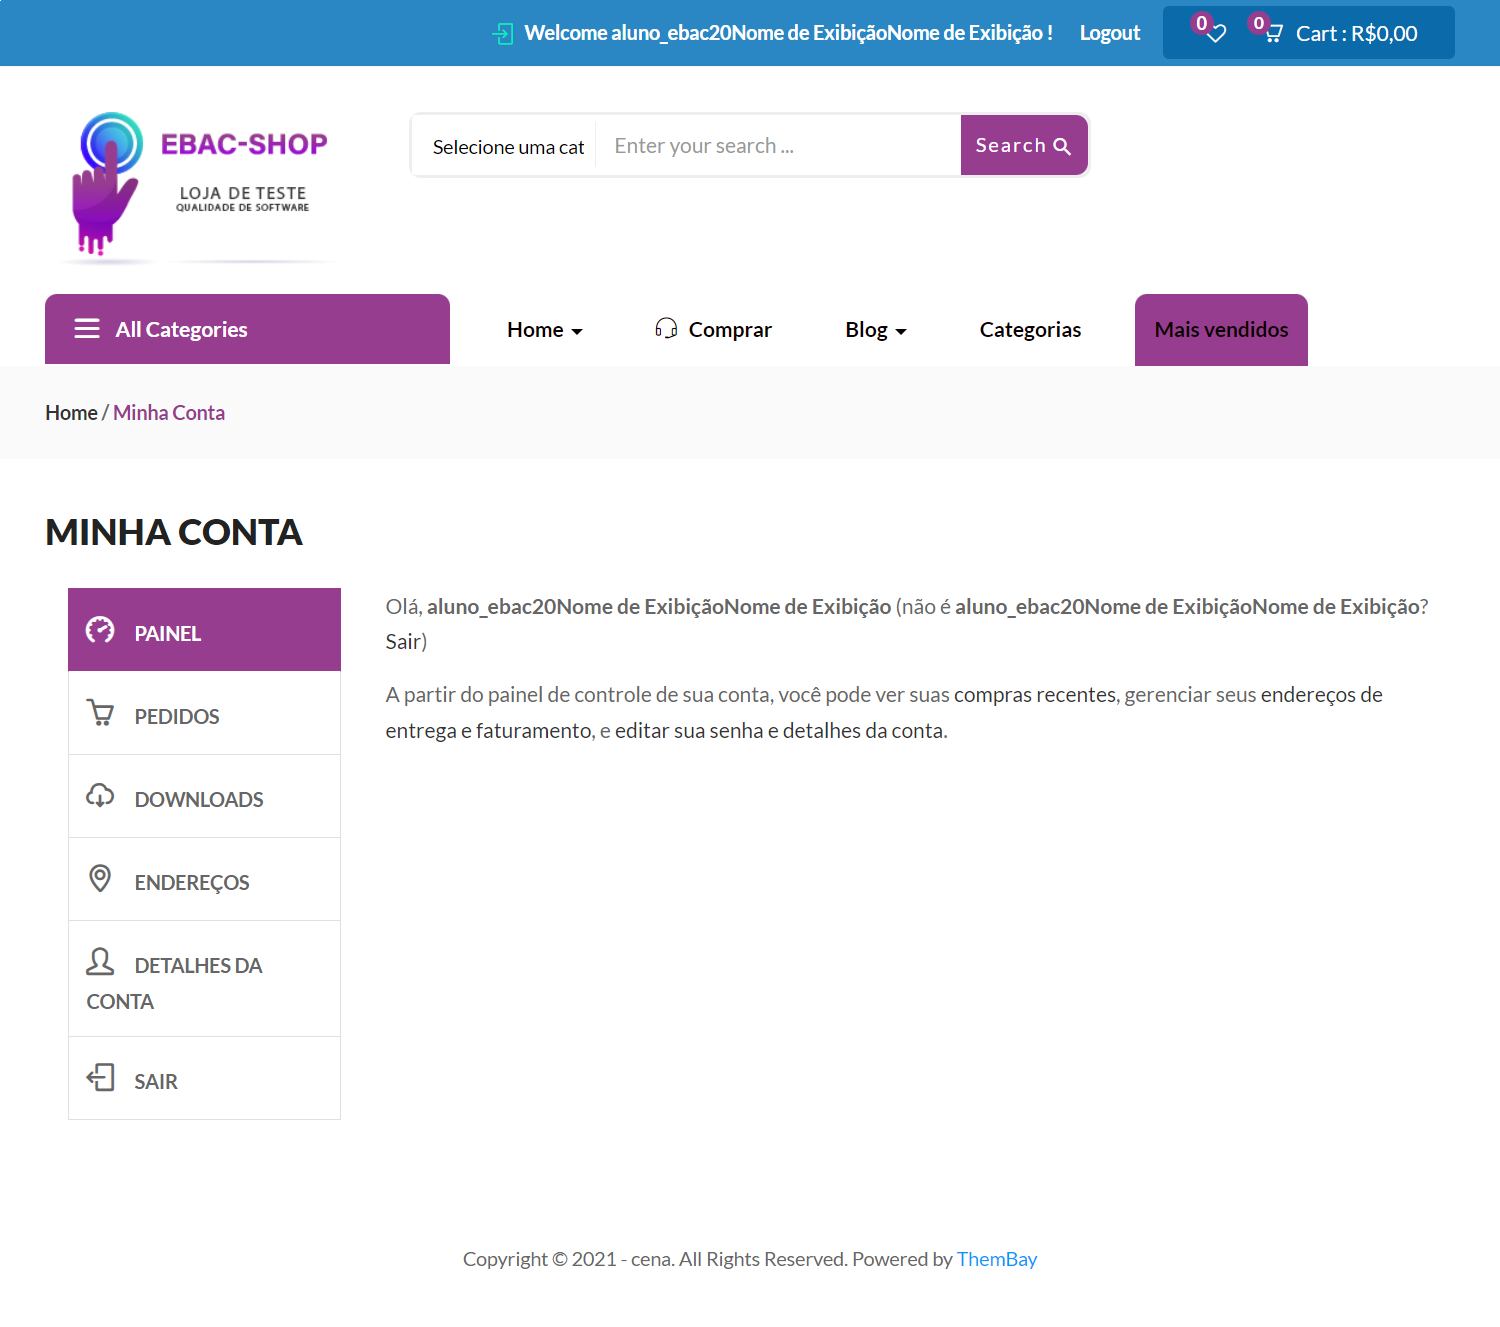 Welcome aluno_ebac20Nome de ExibiçãoNome de Exibição !
Logout
0
0
Cart : R$0,00
EBAC-SHOP
LOJA DE TESTE
QUALIDADE DE SOFTWARE
Selecione uma cat
Enter your search ...
Search
All Categories
Home
Comprar
Blog
Categorias
Mais vendidos
Home / Minha Conta
MINHA CONTA
PAINEL
PEDIDOS
DOWNLOADS
ENDEREÇOS
DETALHES DA
CONTA
SAIR
Olá, aluno_ebac20Nome de ExibiçãoNome de Exibição (não é aluno_ebac20Nome de ExibiçãoNome de Exibição?
Sair)
A partir do painel de controle de sua conta, você pode ver suas compras recentes, gerenciar seus endereços de
entrega e faturamento, e editar sua senha e detalhes da conta.
Copyright © 2021 - cena. All Rights Reserved. Powered by ThemBay